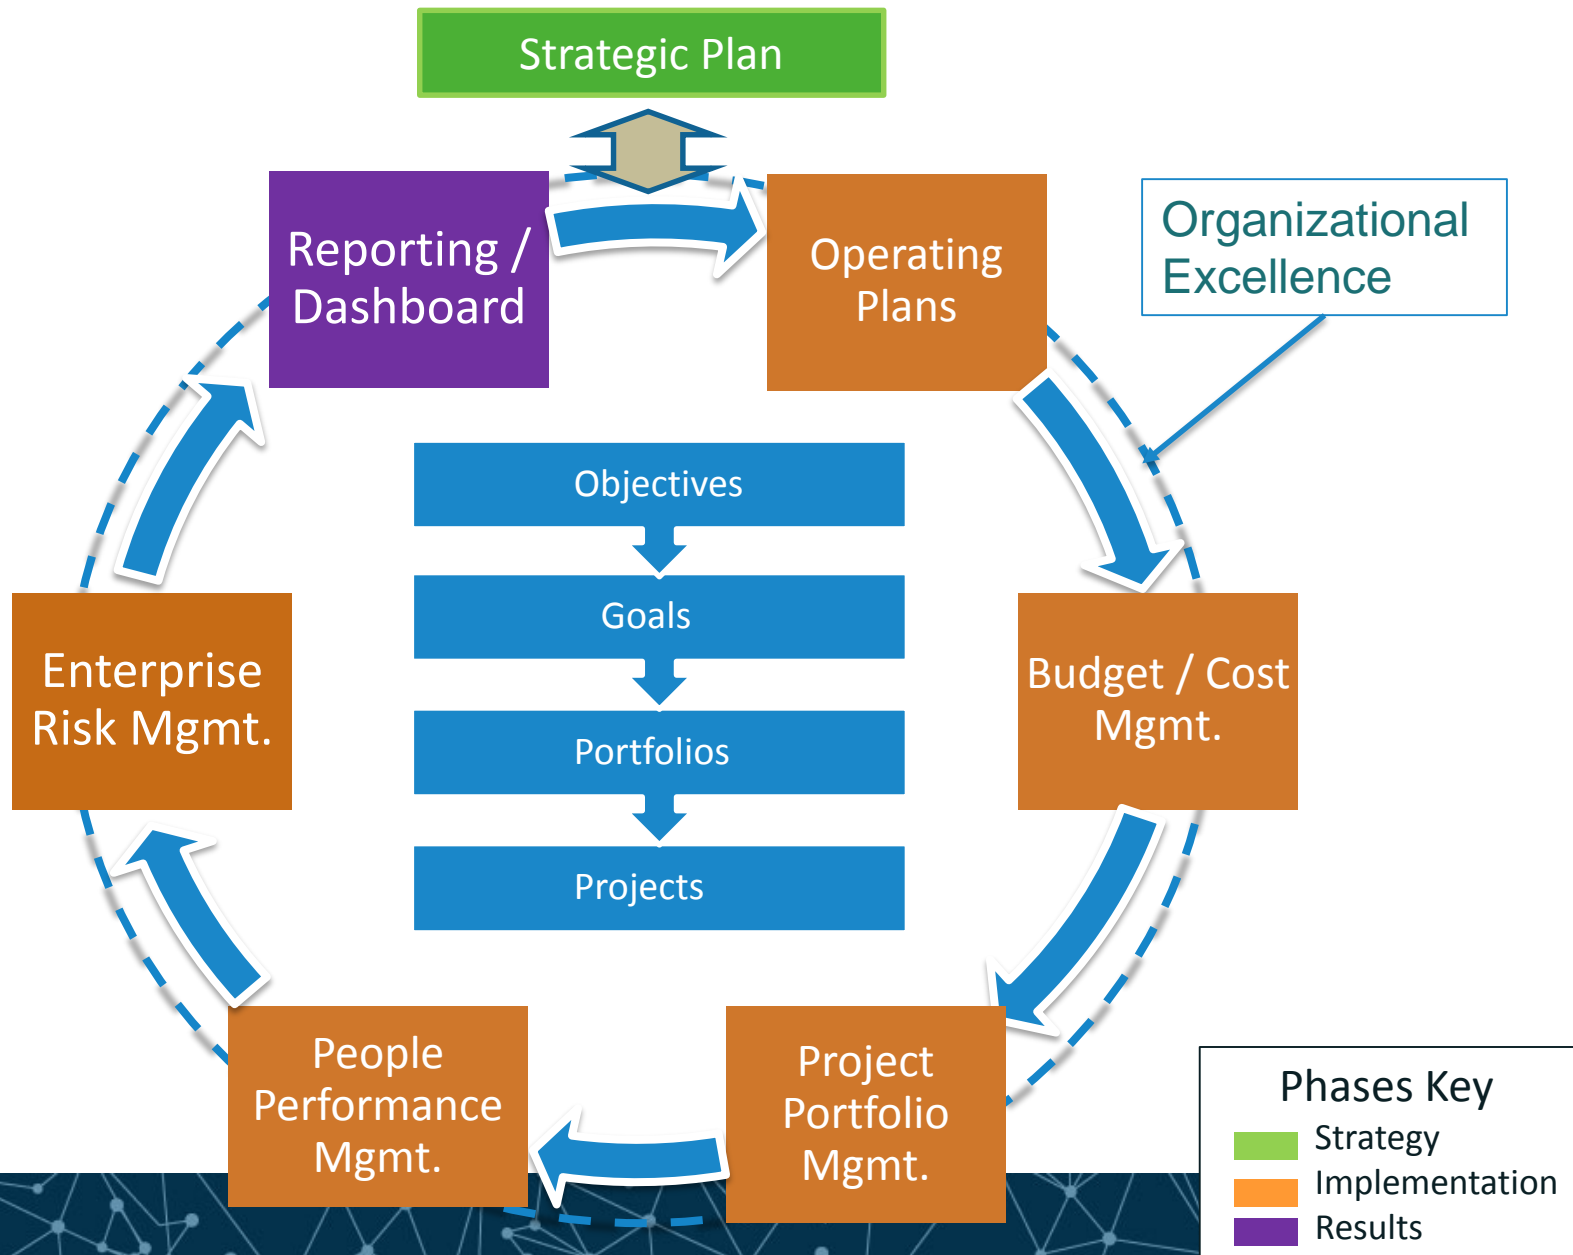 Strategic Plan
Reporting /
Dashboard
Operating
Plans
Organizational
Excellence
Objectives
Goals
Portfolios
Projects
Enterprise
Risk Mgmt.
Budget / Cost
Mgmt.
People
Performance
Mgmt.
Project
Portfolio
Mgmt.
Phases Key
Strategy
Implementation
Results